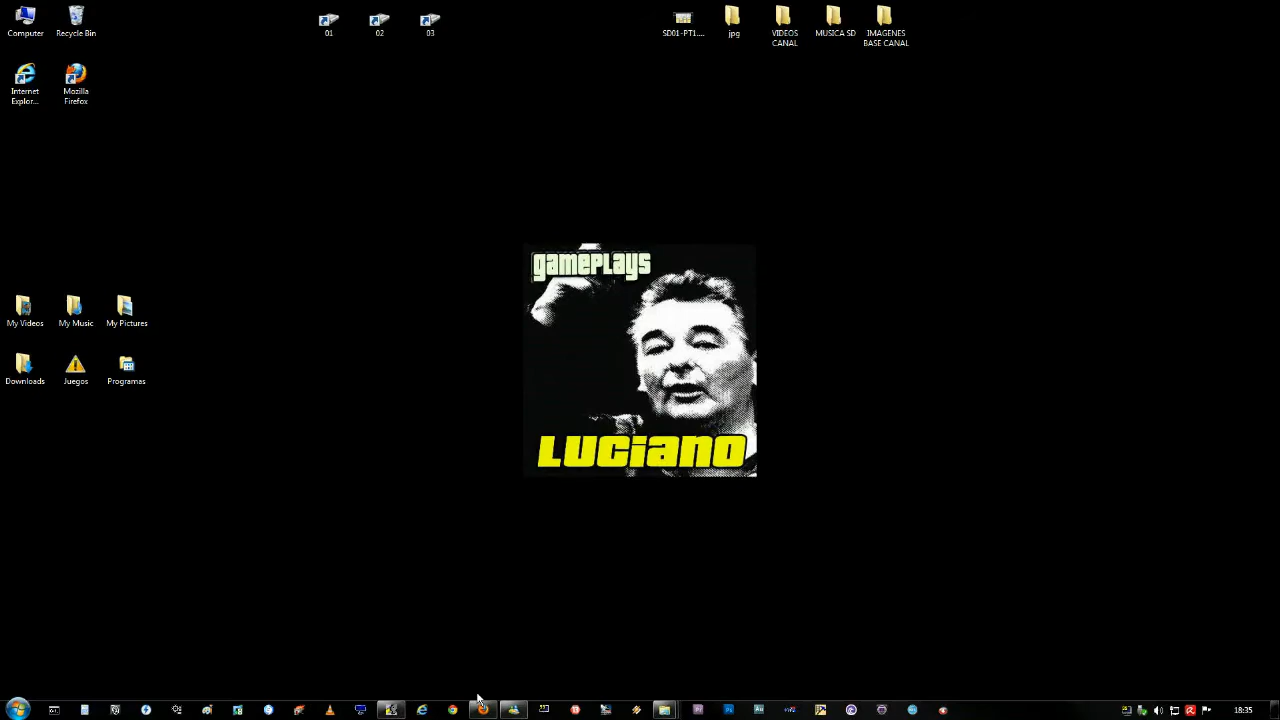 Computer
Recycle Bin
01
02
03
SD01-PT1....
jpg
VIDEOS
CANAL
MUSICA SD
IMAGENES
BASE CANAL
Internet
Explor...
Mozilla
Firefox
gamepLays
LUCiano
My Videos
My Music
My Pictures
Downloads
Juegos
Programas
18:35